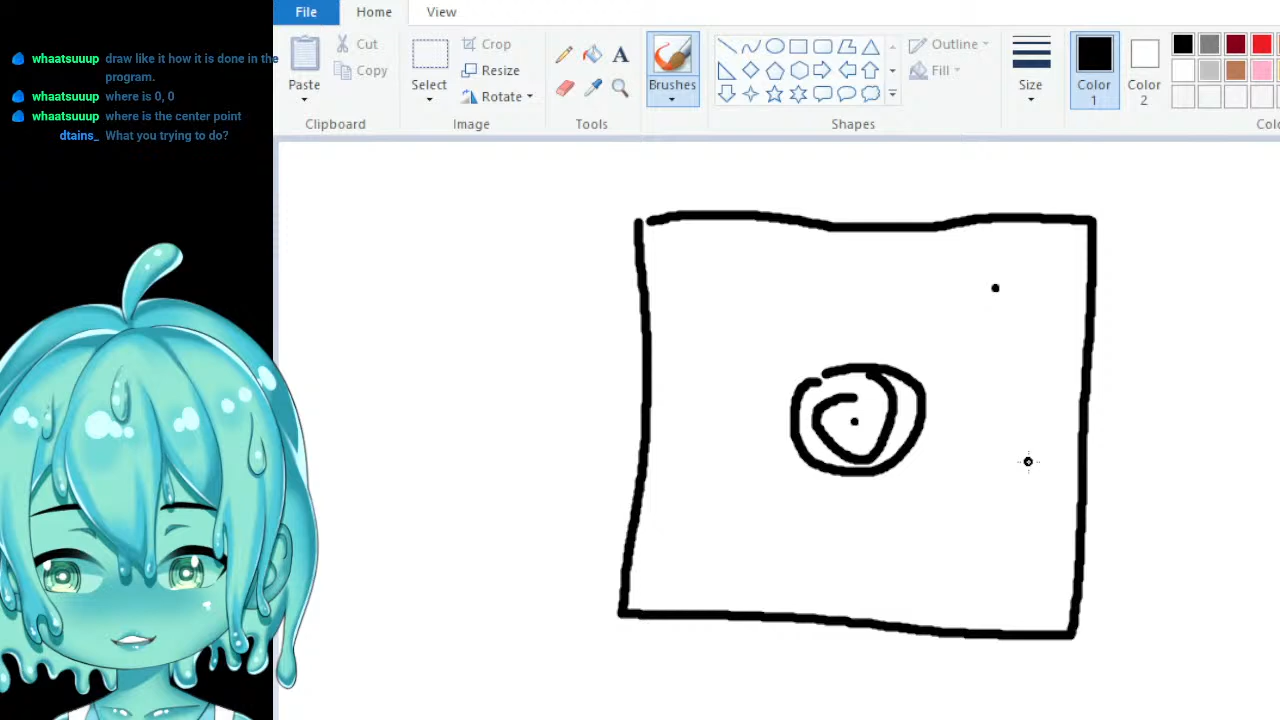 File Home View
whaatsuuup draw like it how it is done in the
program.
whaatsuuup where is 0, 0
whaatsuuup where is the center point
dtains_ What you trying to do?
Paste
Cut
Copy
Clipboard
Select
Crop
Resize
Rotate
Image
A
Tools
Brushes
Outline
Fill
Shapes
Size
Color
1
Color
2
Colo